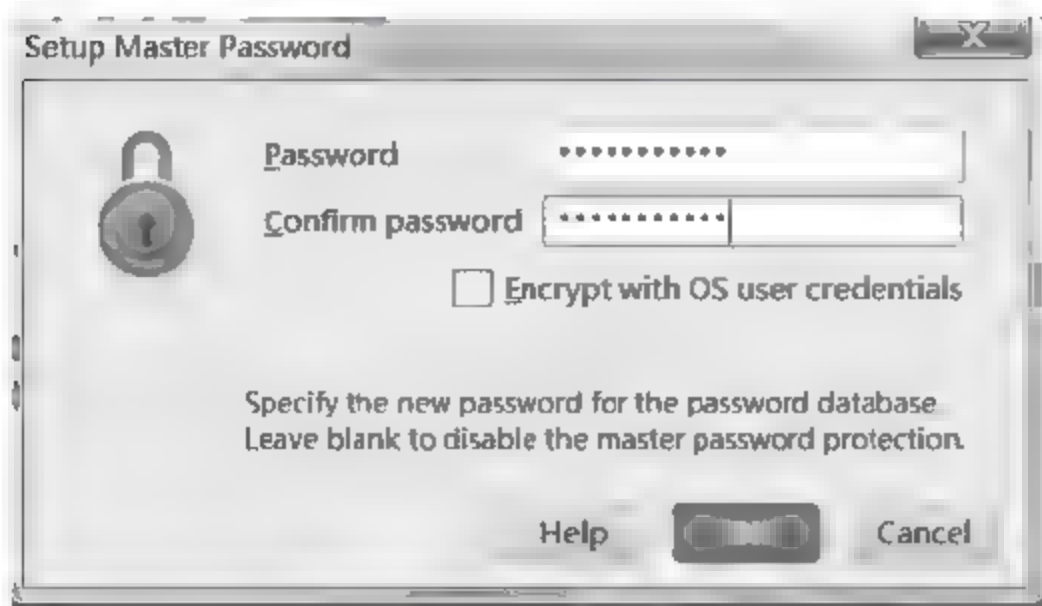 Setup Master Password
Password
Confirm password
Encrypt with OS user credentials
Specify the new password for the password database
Leave blank to disable the master password protection.
Help
Cancel